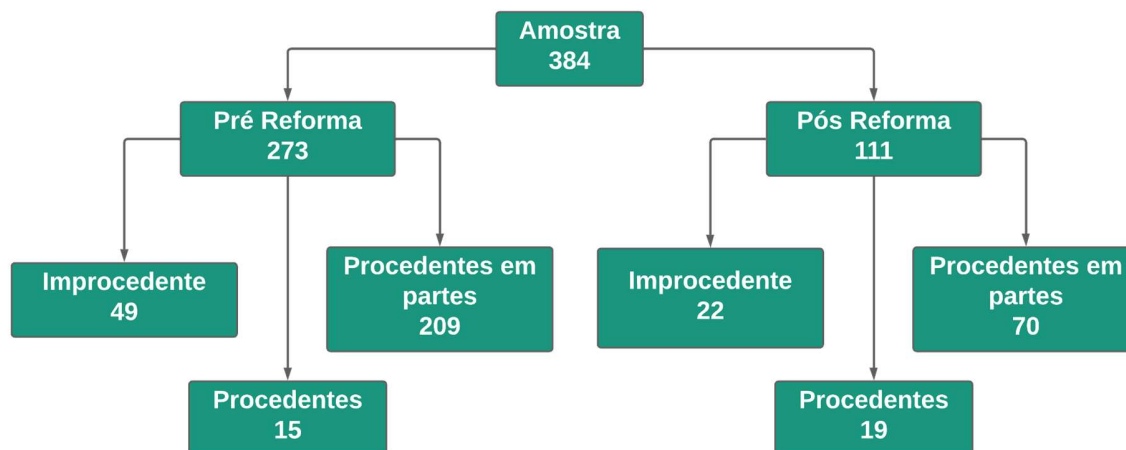 Amostra
384
Pré Reforma
273
Pós Reforma
111
Improcedente
49
Procedentes em
partes
209
Improcedente
22
Procedentes em
partes
70
Procedentes
15
Procedentes
19